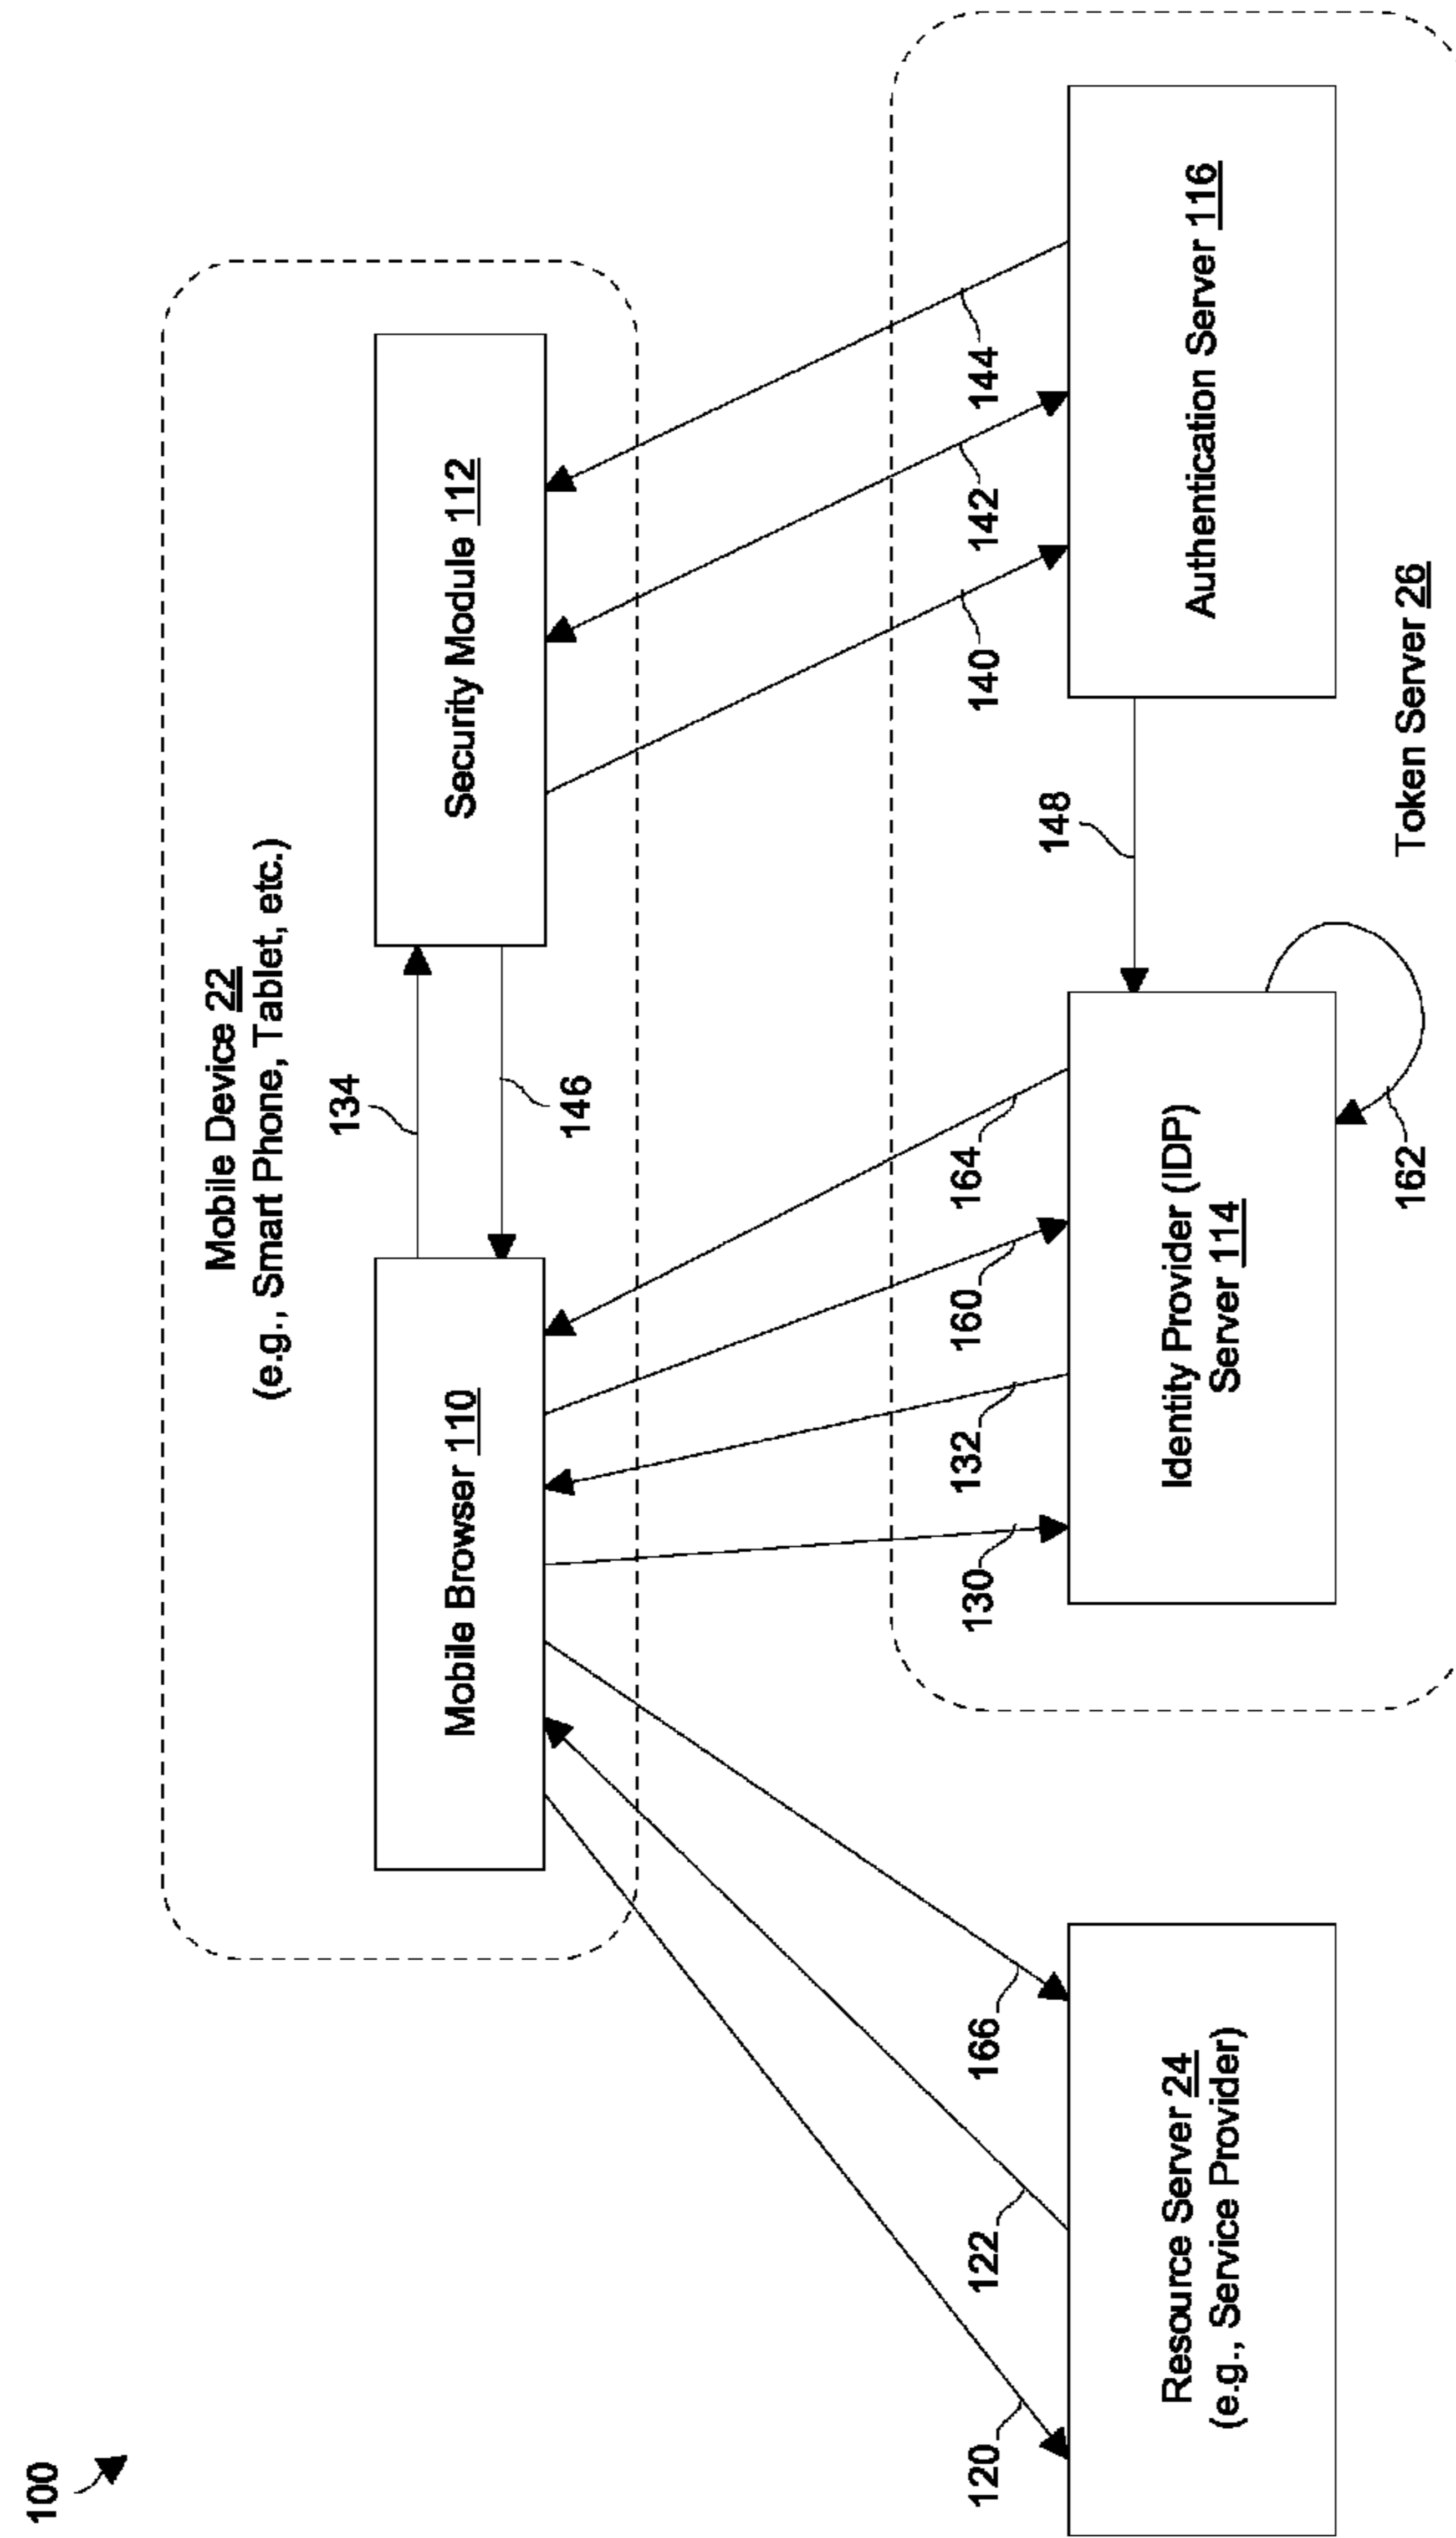 100
Mobile Device 22
(e.g., Smart Phone, Tablet, etc.)
134
Mobile Browser 110
Security Module 112
146
120
122
166
130
132
160
164
140
142
144
148
Resource Server 24
(e.g., Service Provider)
Identity Provider (IDP)
Server 114
Authentication Server 116
162
Token Server 26